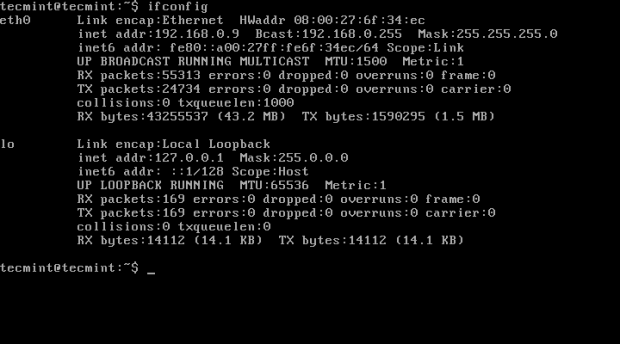 tecmint@tecmint:~$ ifconfig
eth0      Link encap:Ethernet  HWaddr 08:00:27:6f:34:ec
          inet addr:192.168.0.9  Bcast:192.168.0.255  Mask:255.255.255.0
          inet6 addr: fe80::a00:27ff:fe6f:34ec/64 Scope:Link
          UP BROADCAST RUNNING MULTICAST  MTU:1500  Metric:1
          RX packets:55313 errors:0 dropped:0 overruns:0 frame:0
          TX packets:24734 errors:0 dropped:0 overruns:0 carrier:0
          collisions:0 txqueuelen:1000
          RX bytes:43255537 (43.2 MB)  TX bytes:1590295 (1.5 MB)
lo        Link encap:Local Loopback
          inet addr:127.0.0.1  Mask:255.0.0.0
          inet6 addr: ::1/128 Scope:Host
          UP LOOPBACK RUNNING  MTU:65536  Metric:1
          RX packets:169 errors:0 dropped:0 overruns:0 frame:0
          TX packets:169 errors:0 dropped:0 overruns:0 carrier:0
          collisions:0 txqueuelen:0
          RX bytes:14112 (14.1 KB)  TX bytes:14112 (14.1 KB)
tecmint@tecmint:~$ _